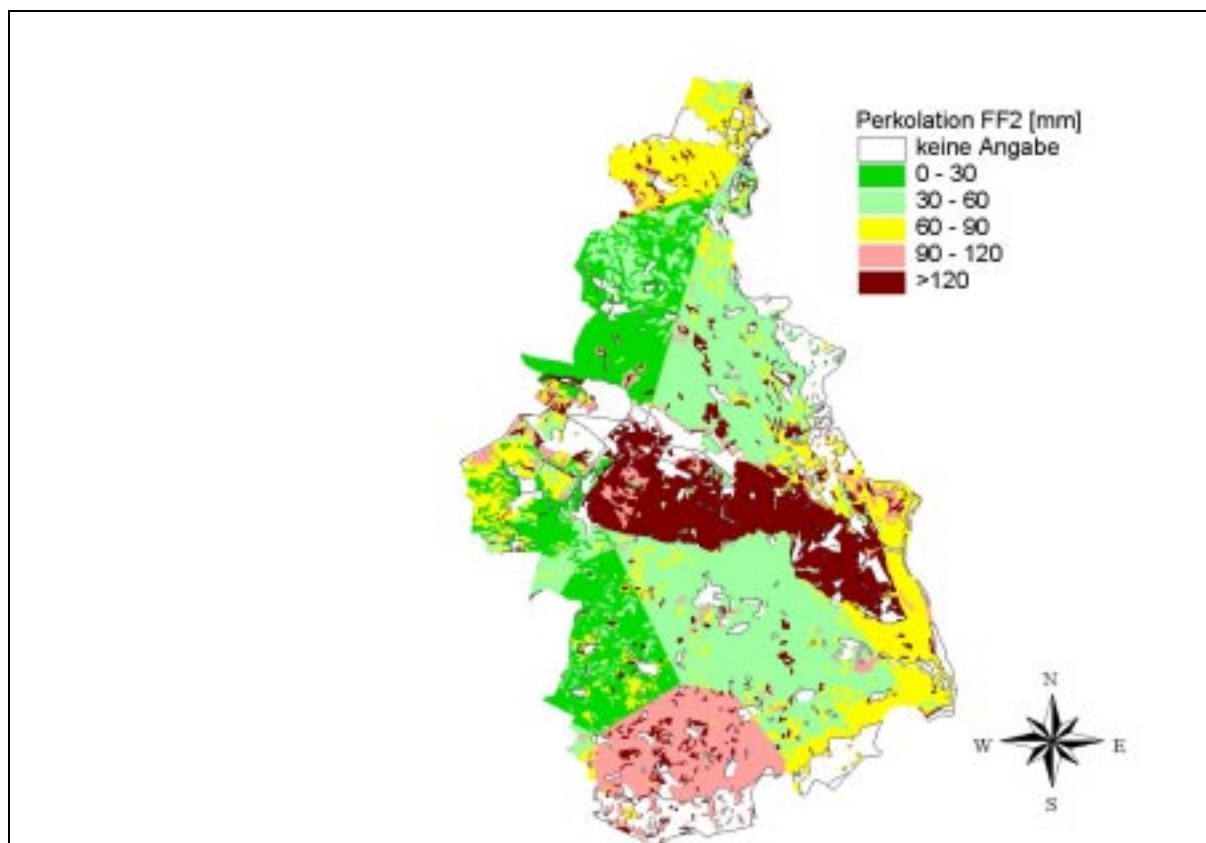 Perkolation FF2 [mm]
keine Angabe
0 - 30
30 - 60
60 - 90
90 - 120
>120
N
W E
S